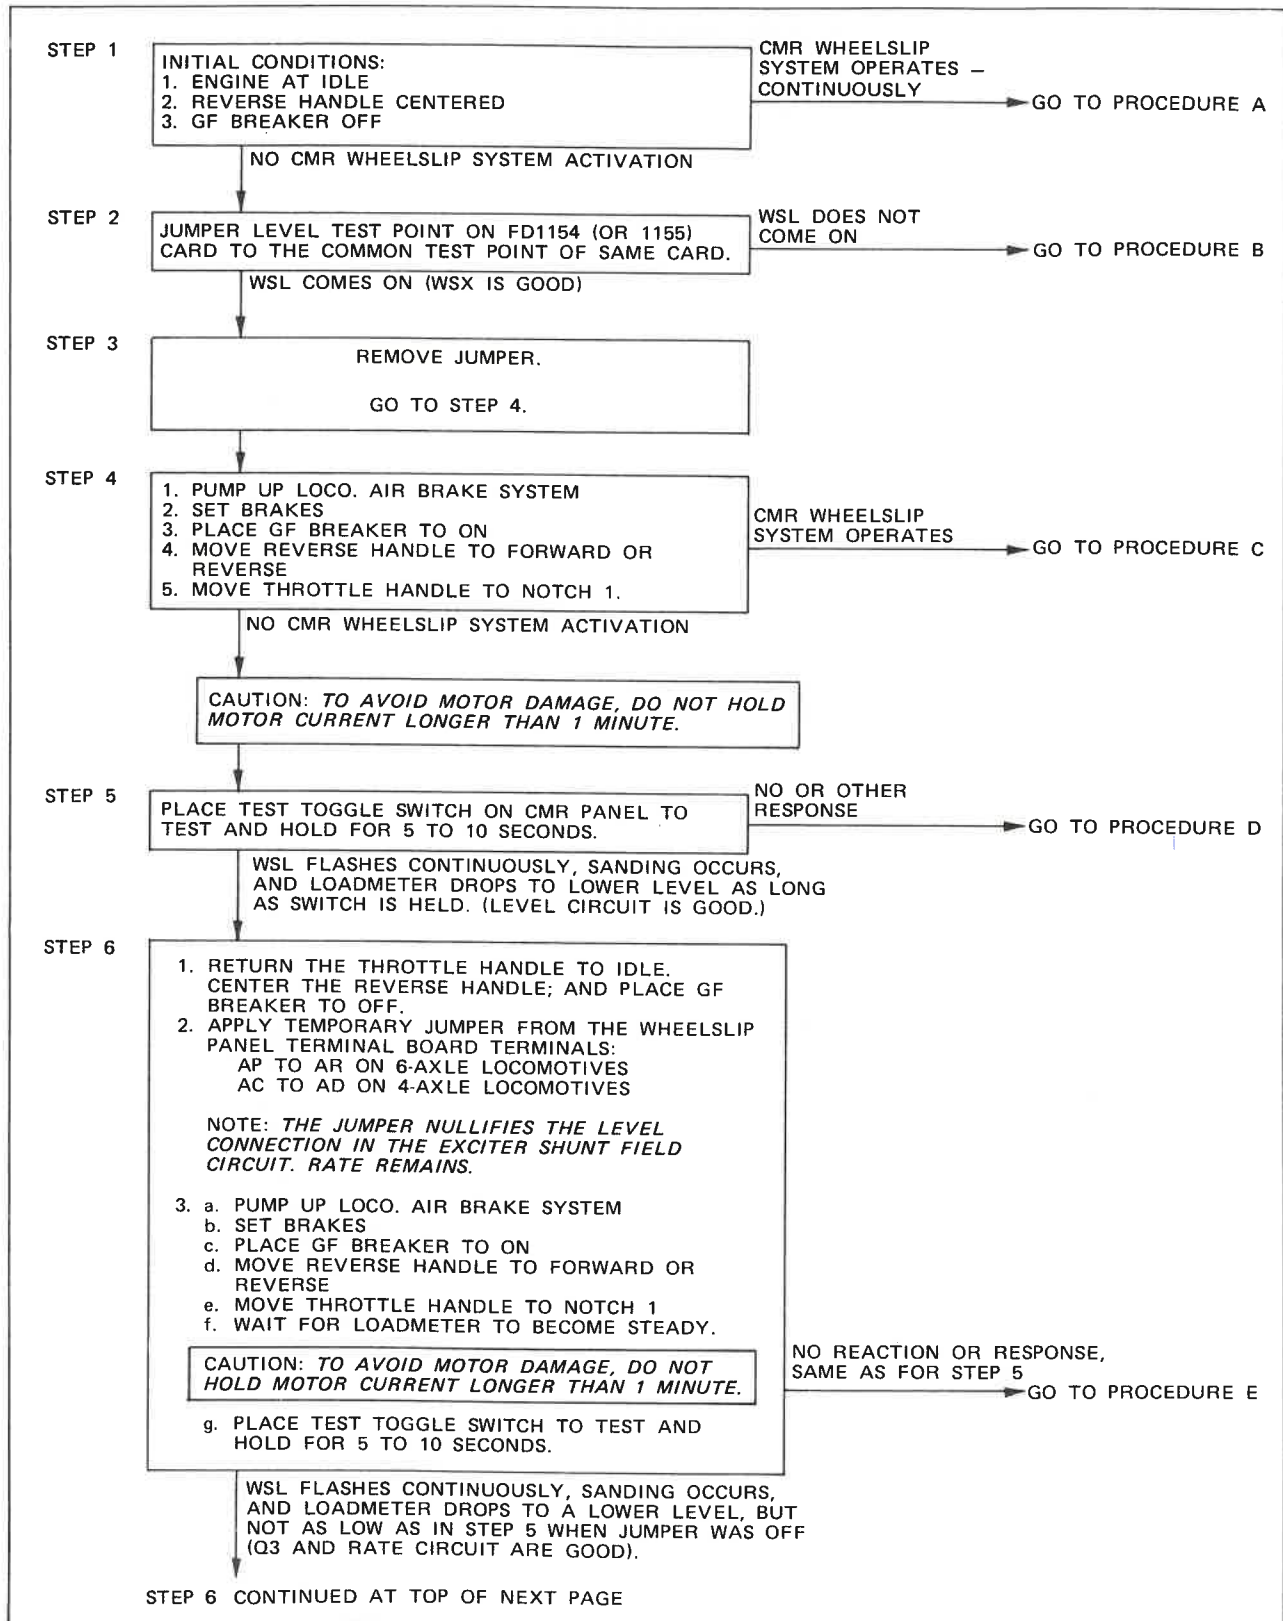 STEP 1
INITIAL CONDITIONS:
1. ENGINE AT IDLE
2. REVERSE HANDLE CENTERED
3. GF BREAKER OFF
CMR WHEELSLIP
SYSTEM OPERATES –
CONTINUOUSLY
GO TO PROCEDURE A
NO CMR WHEELSLIP SYSTEM ACTIVATION
STEP 2
JUMPER LEVEL TEST POINT ON FD1154 (OR 1155)
CARD TO THE COMMON TEST POINT OF SAME CARD.
WSL DOES NOT
COME ON
GO TO PROCEDURE B
WSL COMES ON (WSX IS GOOD)
STEP 3
REMOVE JUMPER.
GO TO STEP 4.
STEP 4
1. PUMP UP LOCO. AIR BRAKE SYSTEM
2. SET BRAKES
3. PLACE GF BREAKER TO ON
4. MOVE REVERSE HANDLE TO FORWARD OR
REVERSE
5. MOVE THROTTLE HANDLE TO NOTCH 1.
CMR WHEELSLIP
SYSTEM OPERATES
GO TO PROCEDURE C
NO CMR WHEELSLIP SYSTEM ACTIVATION
CAUTION: TO AVOID MOTOR DAMAGE, DO NOT HOLD
MOTOR CURRENT LONGER THAN 1 MINUTE.
STEP 5
PLACE TEST TOGGLE SWITCH ON CMR PANEL TO
TEST AND HOLD FOR 5 TO 10 SECONDS.
NO OR OTHER
RESPONSE
GO TO PROCEDURE D
WSL FLASHES CONTINUOUSLY, SANDING OCCURS,
AND LOADMETER DROPS TO LOWER LEVEL AS LONG
AS SWITCH IS HELD. (LEVEL CIRCUIT IS GOOD.)
STEP 6
1. RETURN THE THROTTLE HANDLE TO IDLE.
CENTER THE REVERSE HANDLE; AND PLACE GF
BREAKER TO OFF.
2. APPLY TEMPORARY JUMPER FROM THE WHEELSLIP
PANEL TERMINAL BOARD TERMINALS:
AP TO AR ON 6-AXLE LOCOMOTIVES
AC TO AD ON 4-AXLE LOCOMOTIVES
NOTE: THE JUMPER NULLIFIES THE LEVEL
CONNECTION IN THE EXCITER SHUNT FIELD
CIRCUIT. RATE REMAINS.
3. a. PUMP UP LOCO. AIR BRAKE SYSTEM
b. SET BRAKES
c. PLACE GF BREAKER TO ON
d. MOVE REVERSE HANDLE TO FORWARD OR
REVERSE
e. MOVE THROTTLE HANDLE TO NOTCH 1
f. WAIT FOR LOADMETER TO BECOME STEADY.
CAUTION: TO AVOID MOTOR DAMAGE, DO NOT
HOLD MOTOR CURRENT LONGER THAN 1 MINUTE.
g. PLACE TEST TOGGLE SWITCH TO TEST AND
HOLD FOR 5 TO 10 SECONDS.
NO REACTION OR RESPONSE,
SAME AS FOR STEP 5
GO TO PROCEDURE E
WSL FLASHES CONTINUOUSLY, SANDING OCCURS,
AND LOADMETER DROPS TO A LOWER LEVEL, BUT
NOT AS LOW AS IN STEP 5 WHEN JUMPER WAS OFF
(Q3 AND RATE CIRCUIT ARE GOOD).
STEP 6 CONTINUED AT TOP OF NEXT PAGE